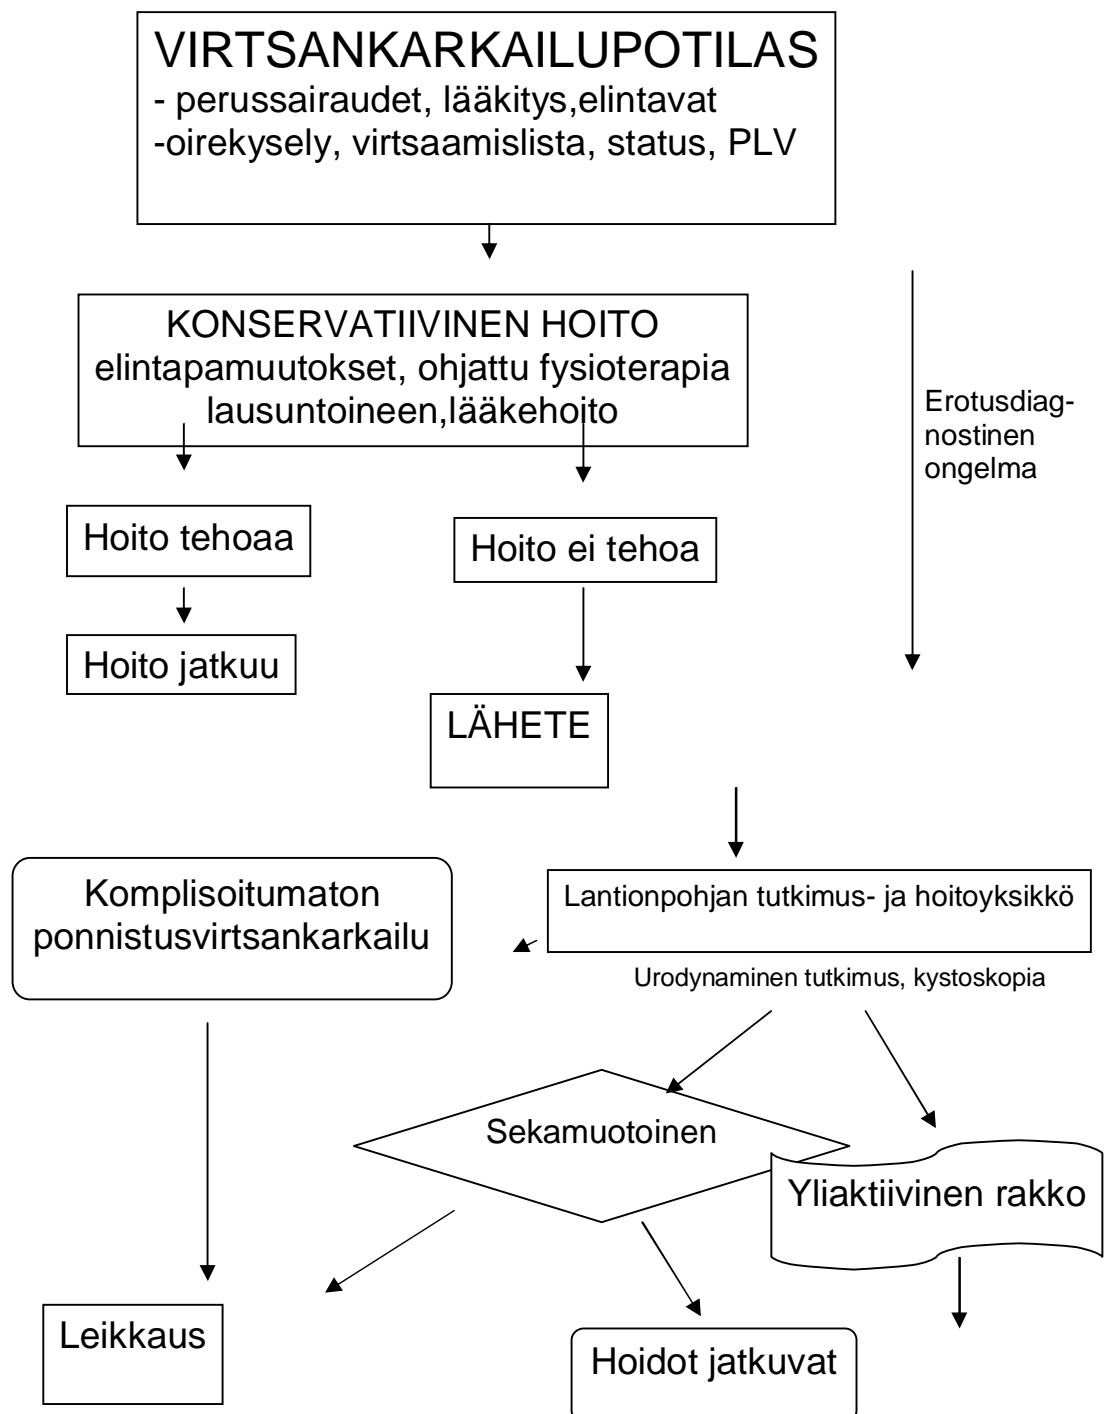 VIRTSANKARKAILUPOTILAS
- perussairaudet, lääkitys,elintavat
-oirekysely, virtsaamislista, status, PLV
KONSERVATIIVINEN HOITO
elintapamuutokset, ohjattu fysioterapia
lausuntoineen,lääkehoito
Erotusdiag-
nostinen
ongelma
Hoito tehoaa
Hoito ei tehoa
Hoito jatkuu
LÄHETE
Komplisoitumaton
ponnistusvirtsankarkailu
Lantionpohjan tutkimus- ja hoitoyksikkö
Urodynaminen tutkimus, kystoskopia
Sekamuotoinen
Yliaktiivinen rakko
Leikkaus
Hoidot jatkuvat